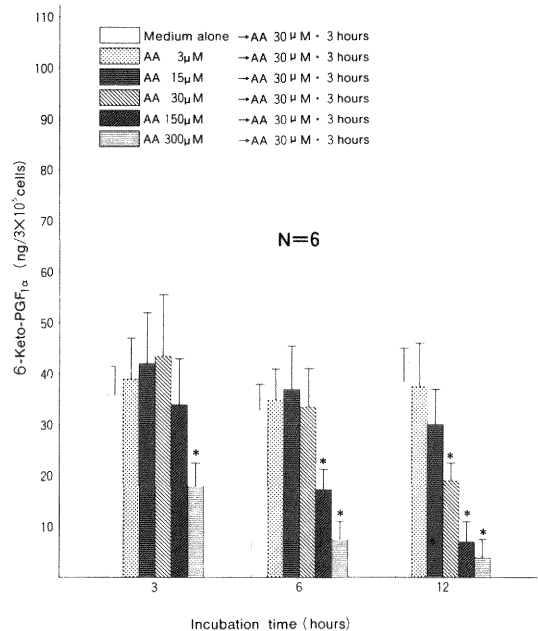 110
100
90
80
70
60
50
40
30
20
10
6-Keto-PGF1α (ng/3X10⁵cells)
Medium alone →AA 30μM・3 hours
AA 3μM →AA 30μM・3 hours
AA 15μM →AA 30μM・3 hours
AA 30μM →AA 30μM・3 hours
AA 150μM →AA 30μM・3 hours
AA 300μM →AA 30μM・3 hours
N=6
* * * * * *
3 6 12
Incubation time (hours)